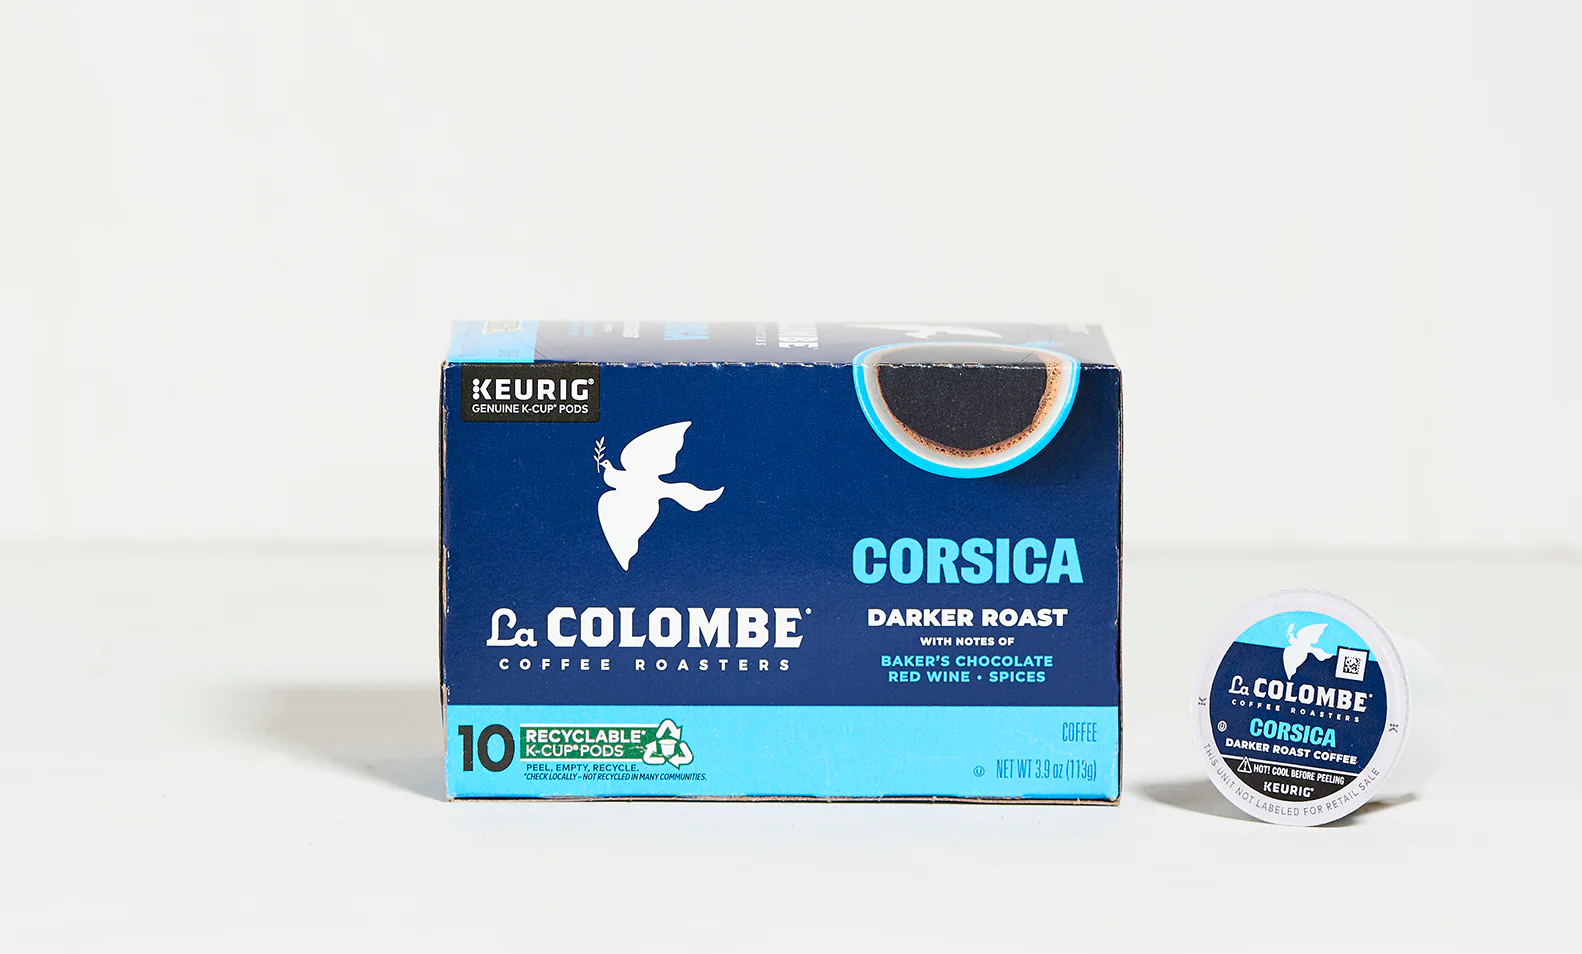 CORSICA
KEURIG®
GENUINE K-CUP® PODS
La COLOMBE®
COFFEE ROASTERS
CORSICA
DARKER ROAST
WITH NOTES OF
BAKER'S CHOCOLATE
RED WINE • SPICES
10 RECYCLABLE*
K-CUP® PODS
PEEL, EMPTY, RECYCLE.
*CHECK LOCALLY – NOT RECYCLED IN MANY COMMUNITIES.
COFFEE
U NET WT 3.9 oz (113g)
La COLOMBE®
COFFEE ROASTERS
U CORSICA
DARKER ROAST COFFEE
HOT! COOL BEFORE PEELING
KEURIG®
THIS UNIT NOT LABELED FOR RETAIL SALE
K
K